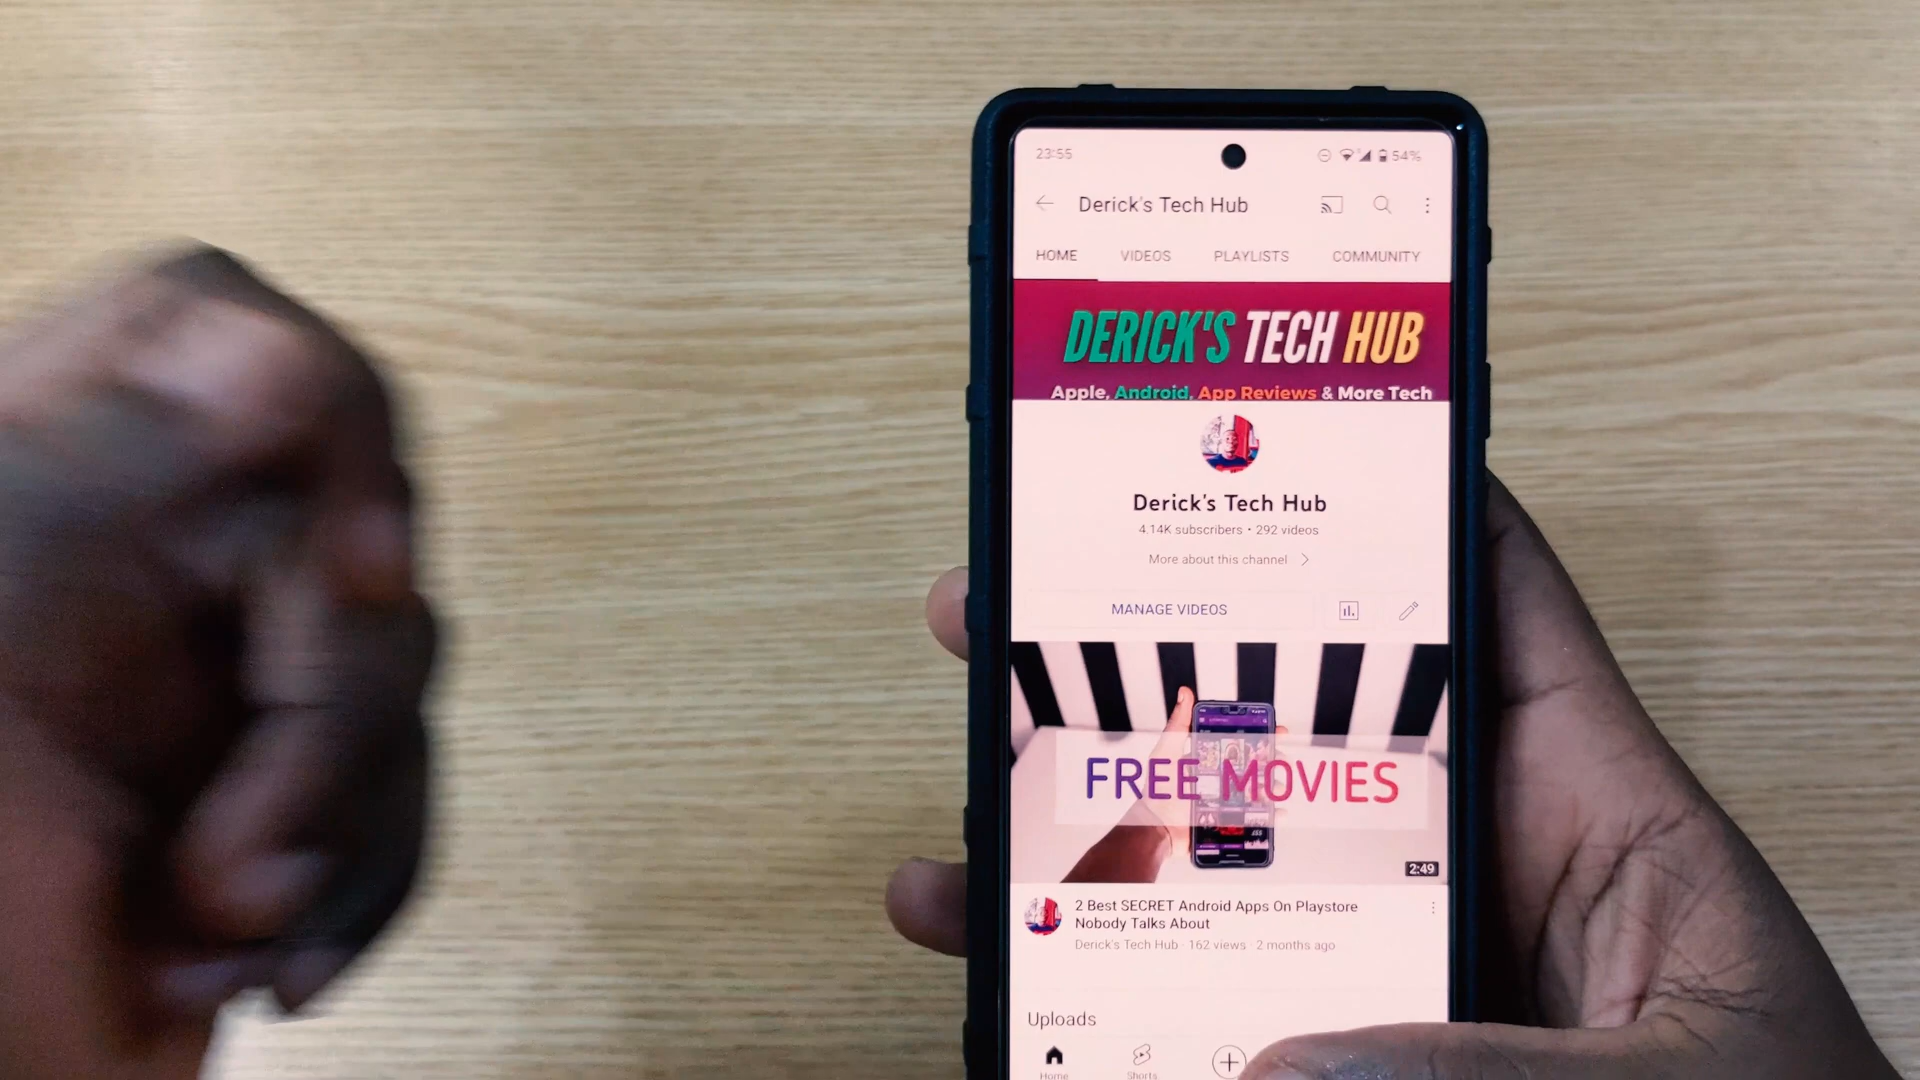 23:55
54%
Derick's Tech Hub
HOME VIDEOS PLAYLISTS COMMUNITY
DERICK'S TECH HUB
Apple, Android, App Reviews & More Tech
Derick's Tech Hub
4.14K subscribers • 292 videos
More about this channel
MANAGE VIDEOS
FREE MOVIES
2:49
2 Best SECRET Android Apps On Playstore
Nobody Talks About
Derick's Tech Hub · 162 views · 2 months ago
Uploads
Home Shorts